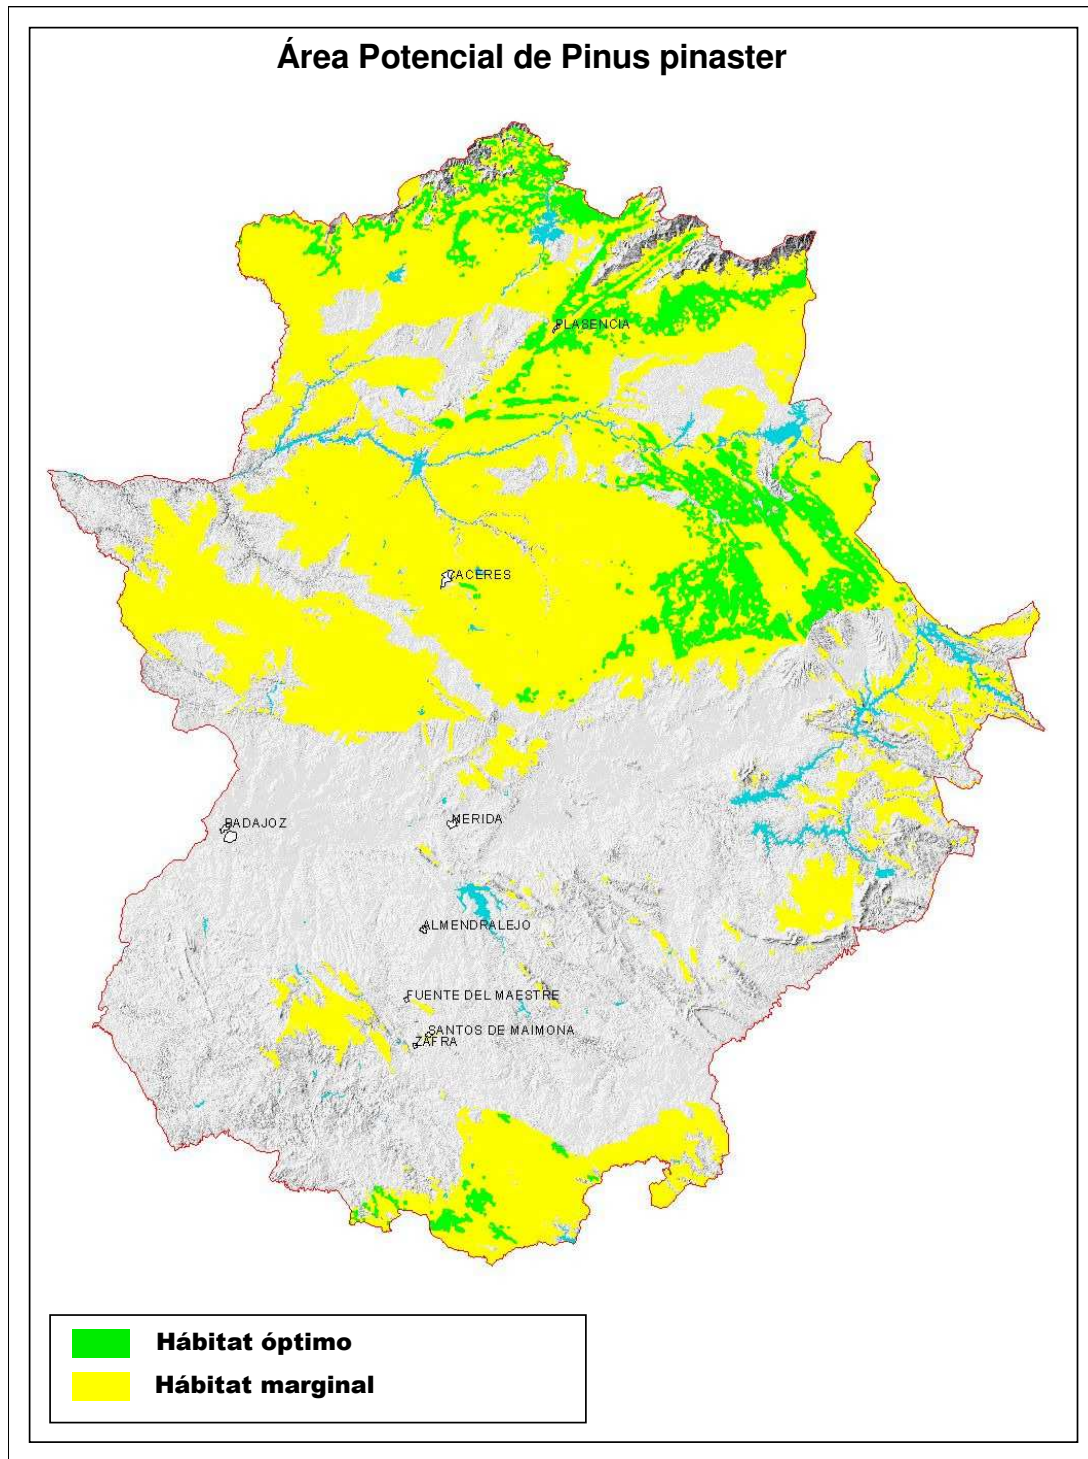 Área Potencial de Pinus pinaster
PLASENCIA
CACERES
BADAJOZ
MERIDA
ALMENDRALEJO
FUENTE DEL MAESTRE
SANTOS DE MAIMONA
ZAFRA
Hábitat óptimo
Hábitat marginal